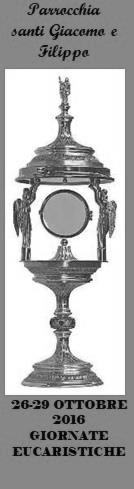 Parrocchia
santi Giacomo e
Filippo
26-29 OTTOBRE
2016
GIORNATE
EUCARISTICHE